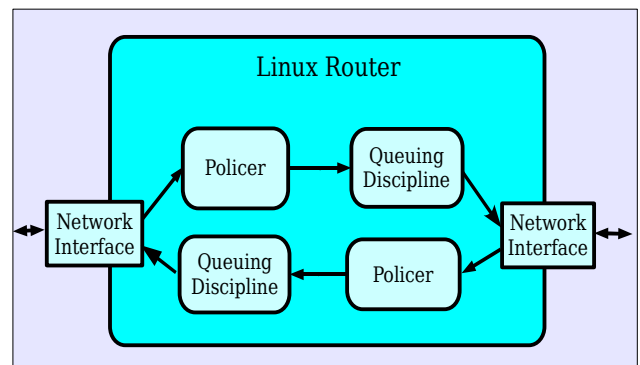 Linux Router
Policer
Queuing
Discipline
Network
Interface
Network
Interface
Queuing
Discipline
Policer